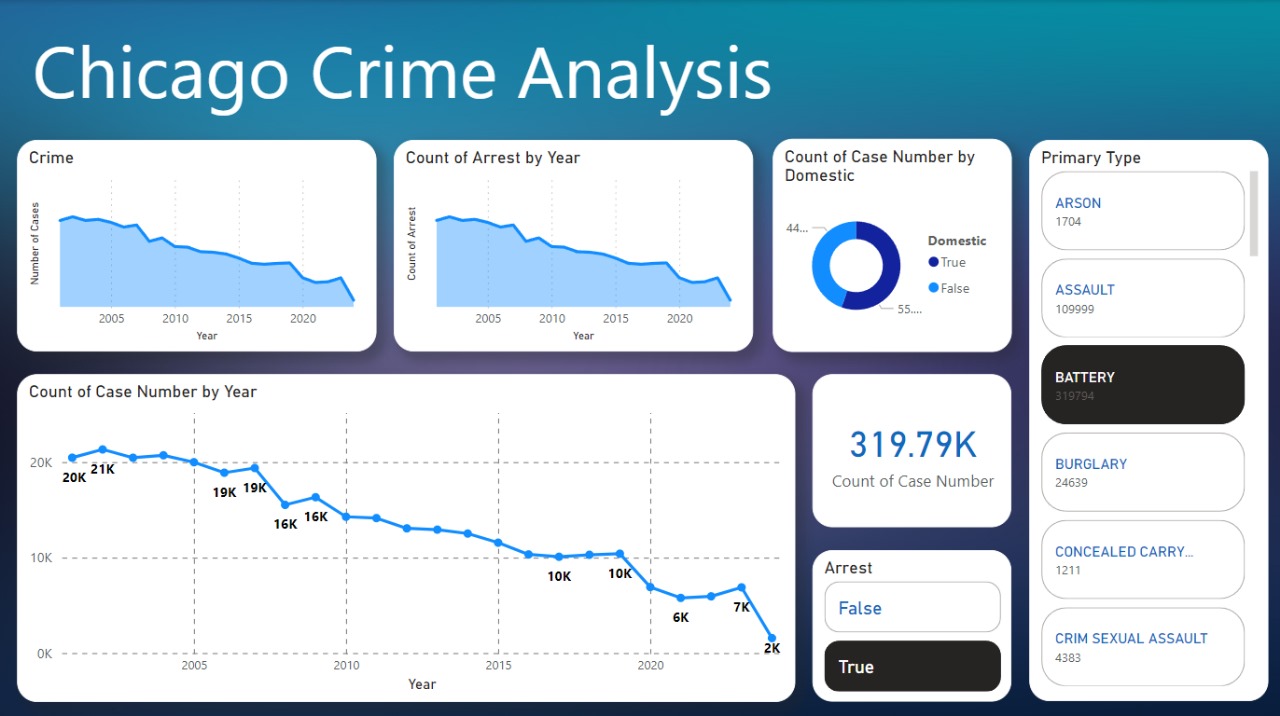 Chicago Crime Analysis
Crime
Number of Cases
2005 2010 2015 2020
Year
Count of Arrest by Year
Count of Arrest
2005 2010 2015 2020
Year
Count of Case Number by
Domestic
44...
55....
Domestic
True
False
Primary Type
ARSON
1704
ASSAULT
109999
BATTERY
319794
BURGLARY
24639
CONCEALED CARRY...
1211
CRIM SEXUAL ASSAULT
4383
Count of Case Number by Year
20K
10K
0K
20K 21K 19K 19K 16K 16K 10K 10K 6K 7K 2K
2005 2010 2015 2020
Year
319.79K
Count of Case Number
Arrest
False
True